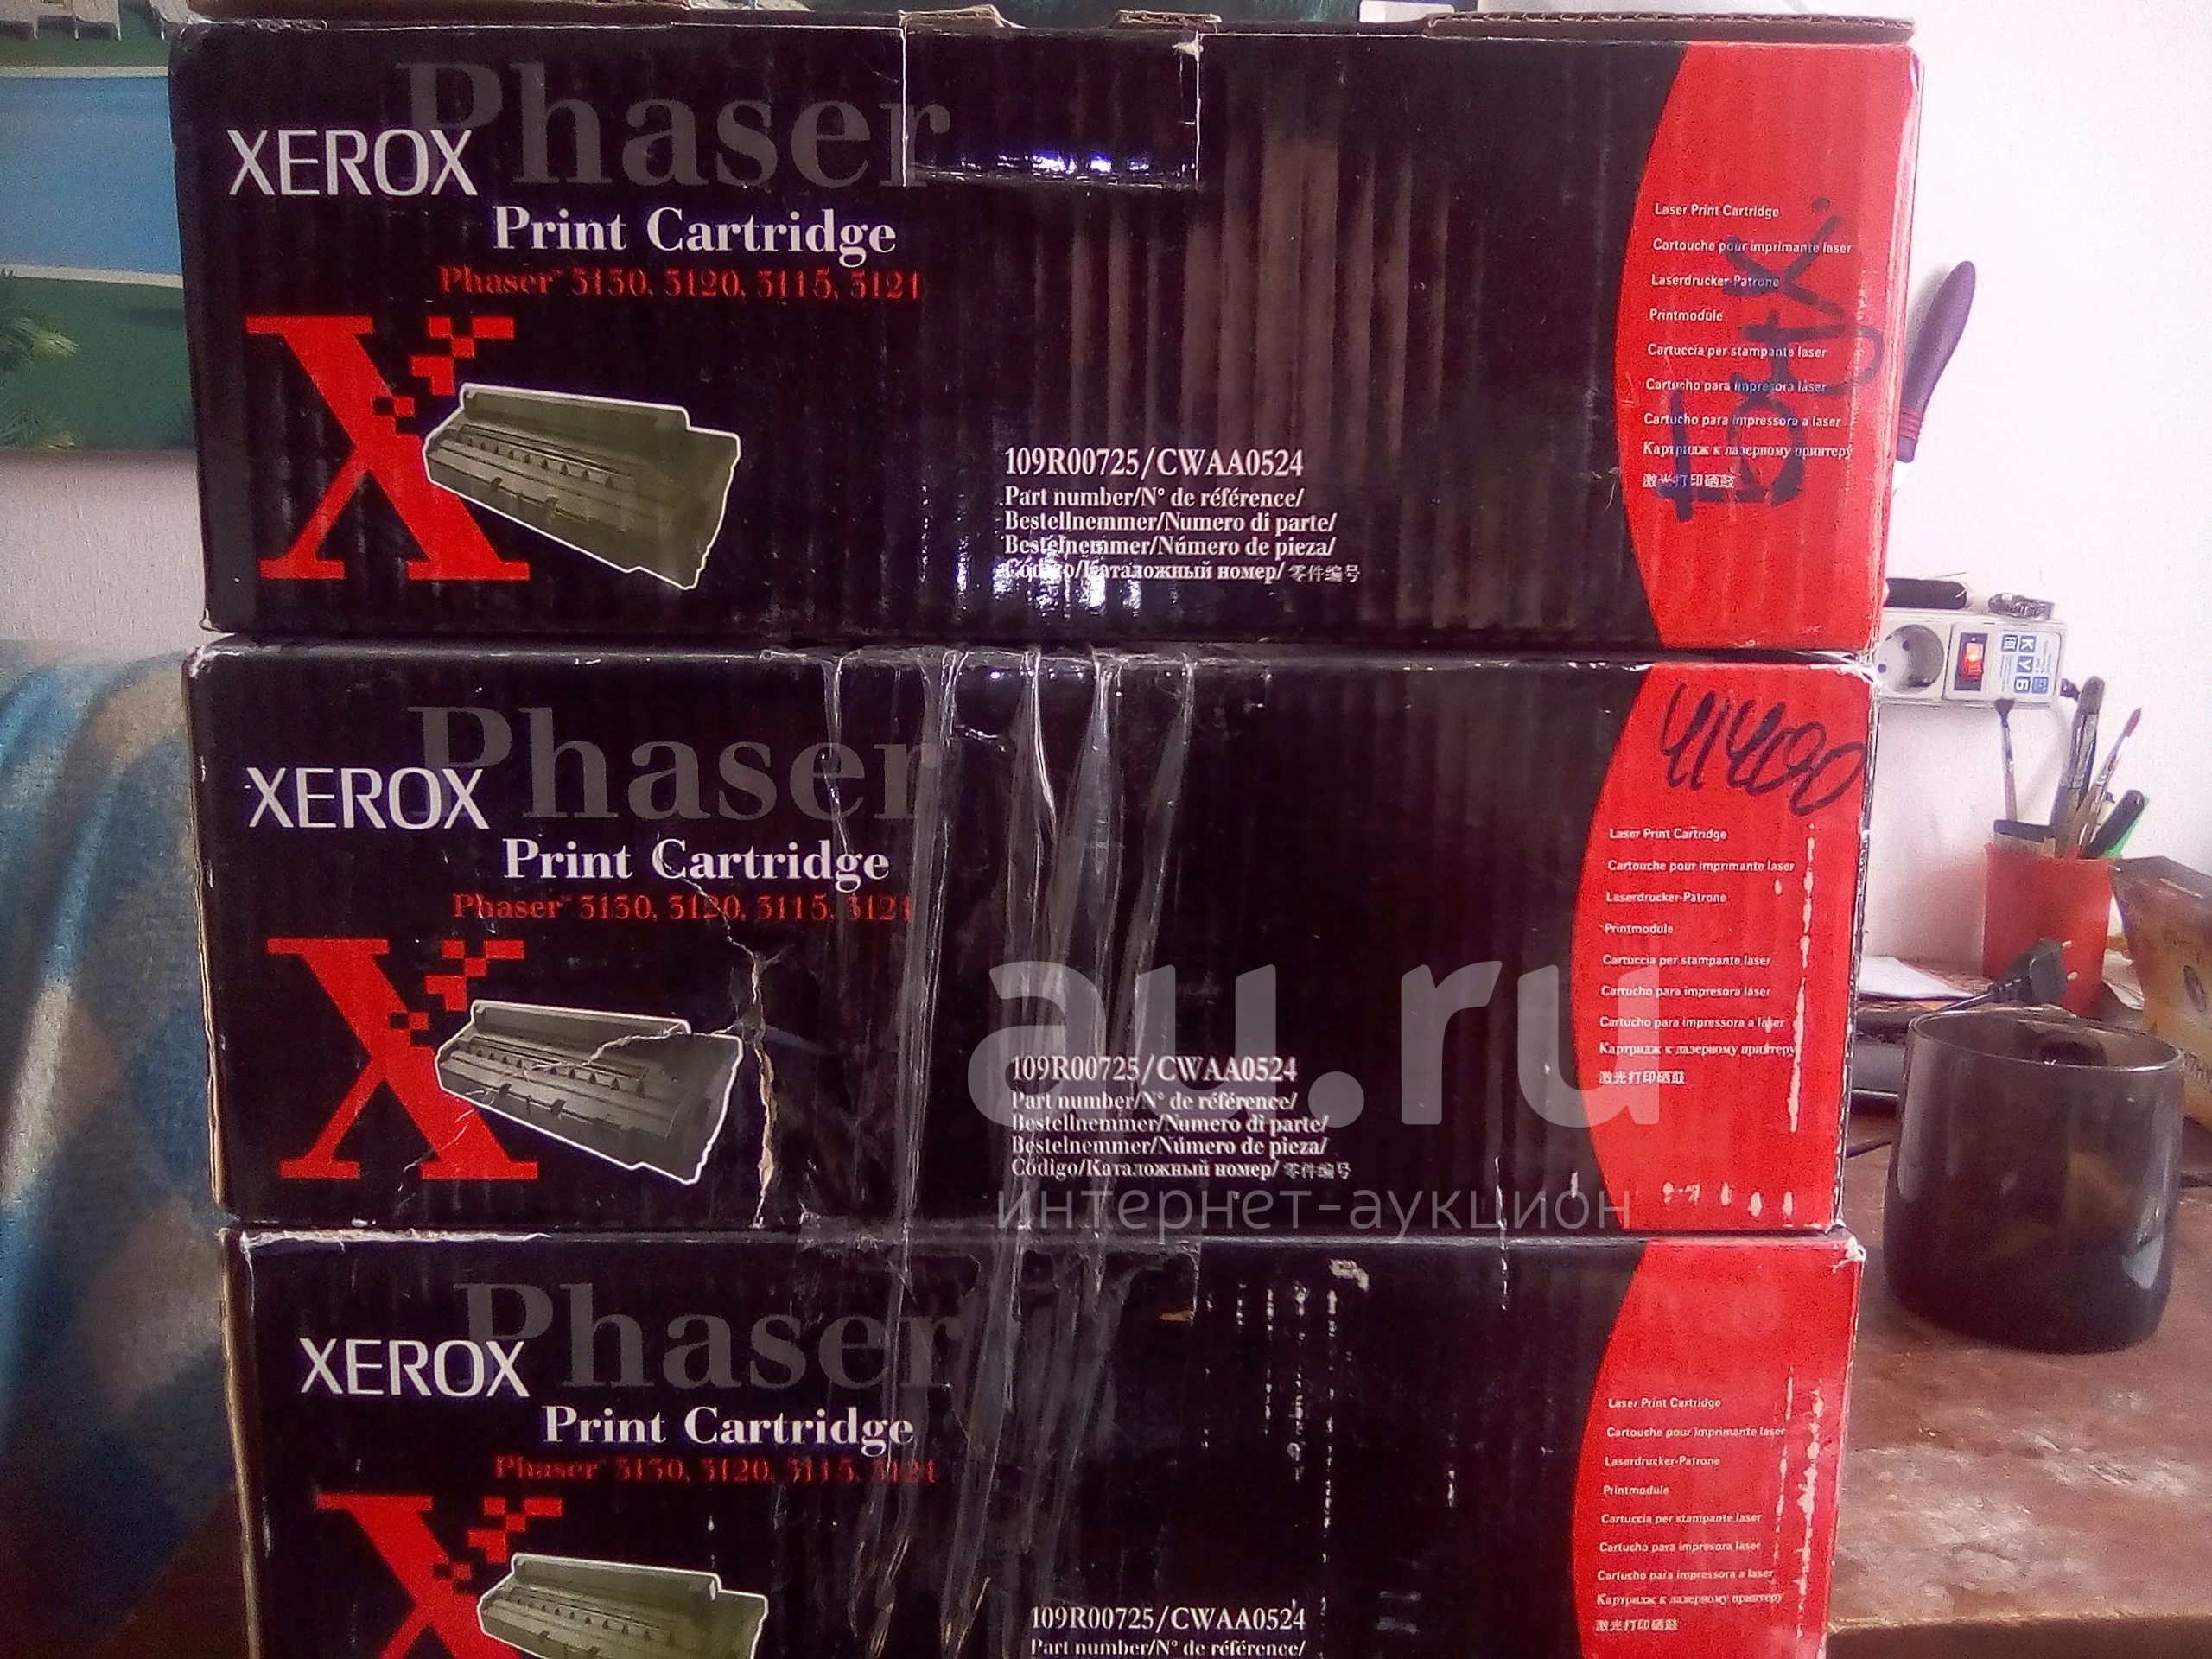 Phaser
XEROX
Print Cartridge
Phaser™ 3130, 3120, 3115, 3121
109R00725/CWAA0524
Part number/N° de référence/
Bestellnemmer/Numero di parte/
Bestelnemmer/Número de pieza/
Código/Каталожный номер/ 零件编号
Laser Print Cartridge
Cartouche pour imprimante laser
Laserdrucker-Patrone
Printmodule
Cartuccia per stampante laser
Cartucho para impresora láser
Cartucho para impressora a laser
Картридж к лазерному принтеру
激光打印硒鼓
Phaser
XEROX
Print Cartridge
Phaser™ 3130, 3120, 3115, 3121
109R00725/CWAA0524
Part number/N° de référence/
Bestellnemmer/Numero di parte/
Bestelnemmer/Número de pieza/
Código/Каталожный номер/ 零件编号
Laser Print Cartridge
Cartouche pour imprimante laser
Laserdrucker-Patrone
Printmodule
Cartuccia per stampante laser
Cartucho para impresora láser
Cartucho para impressora a laser
Картридж к лазерному принтеру
激光打印硒鼓
au.ru
интернет-аукцион
Phaser
XEROX
Print Cartridge
Phaser™ 3130, 3120, 3115, 3121
109R00725/CWAA0524
Part number/N° de référence/
Laser Print Cartridge
Cartouche pour imprimante laser
Laserdrucker-Patrone
Printmodule
Cartuccia per stampante laser
Cartucho para impresora láser
Cartucho para impressora a laser
Картридж к лазерному принтеру
激光打印硒鼓
КУБ